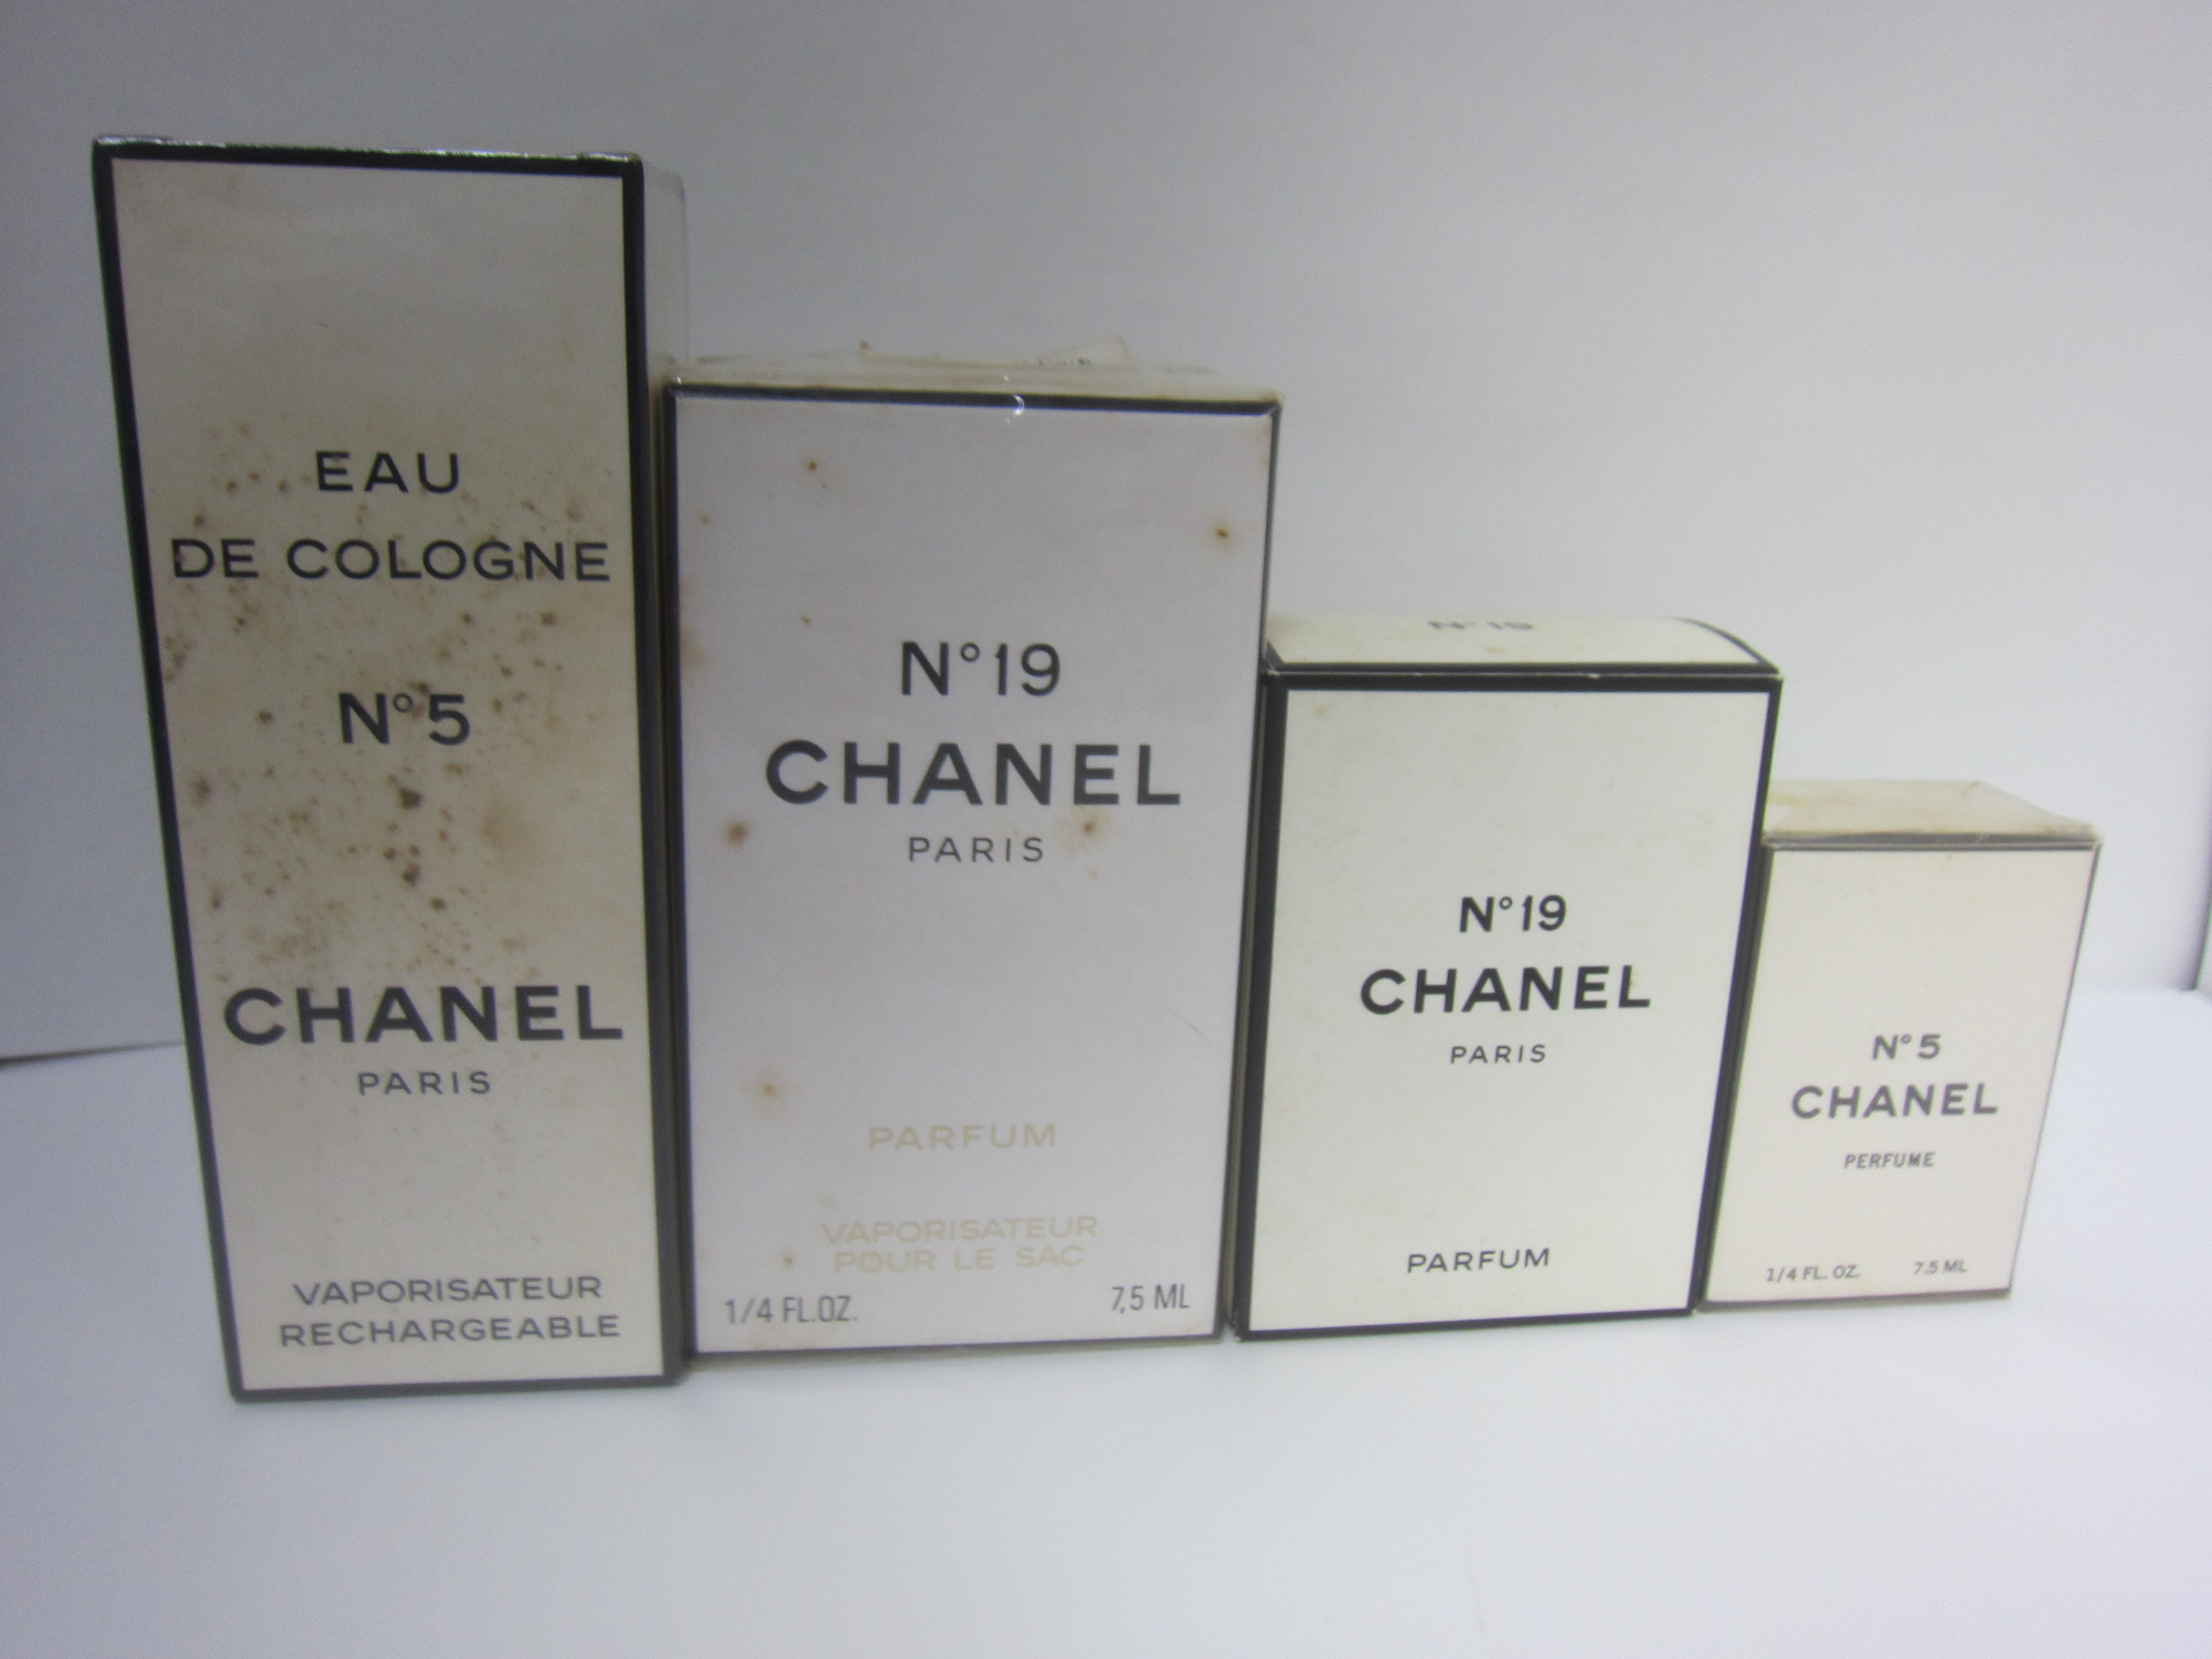 EAU
DE COLOGNE
N°5
CHANEL
PARIS
VAPORISATEUR
RECHARGEABLE
N°19
CHANEL
PARIS
PARFUM
VAPORISATEUR
POUR LE SAC
1/4 FL.OZ. 7,5 ML
N°19
N°19
CHANEL
PARIS
PARFUM
N°5
CHANEL
PERFUME
1/4 FL. OZ. 7.5 ML